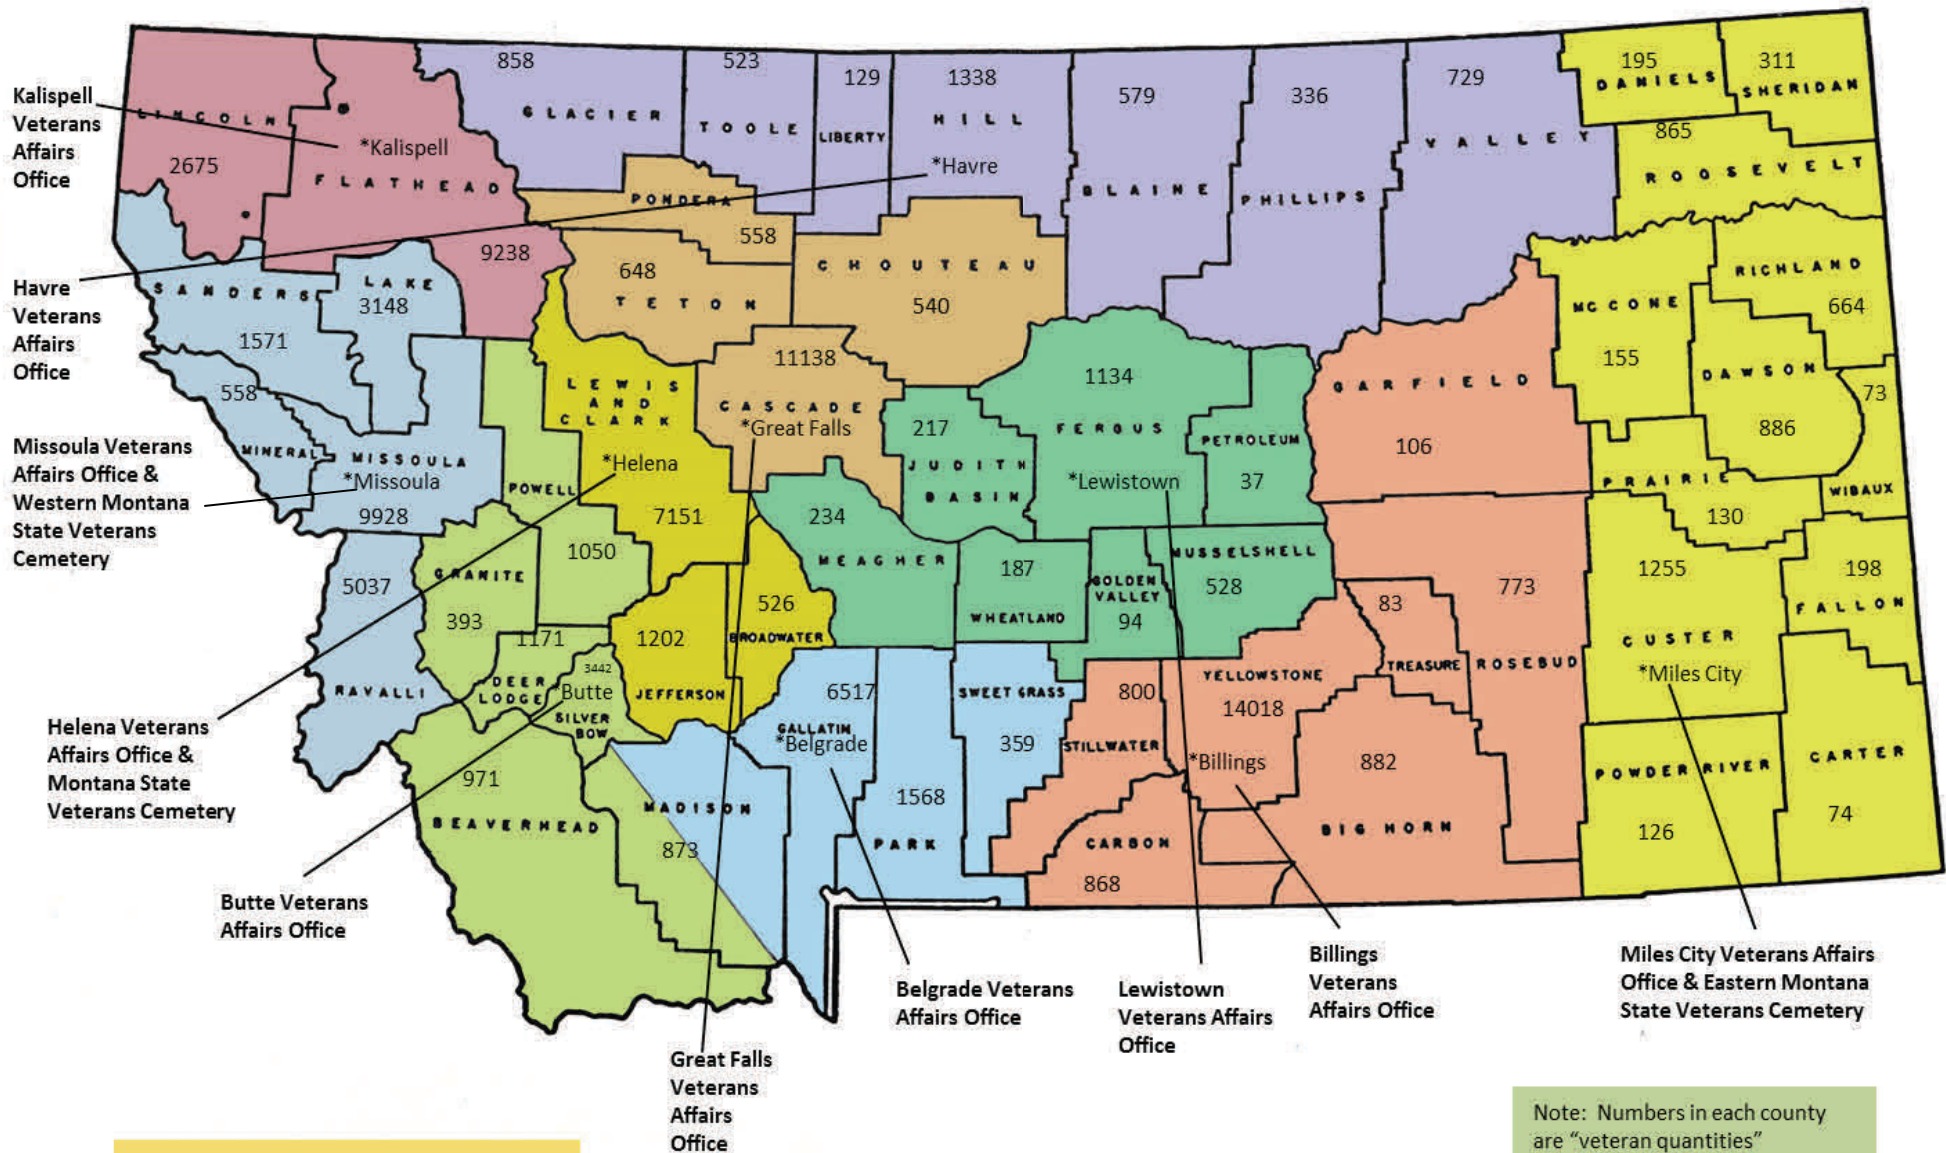 858
523
129
1338
579
336
729
195
DANIELS
311
SHERIDAN
Kalispell
Veterans
Affairs
Office
LINCOLN
2675
*Kalispell
FLATHEAD
9238
GLACIER
TOOLE
LIBERTY
HILL
*Havre
BLAINE
PHILLIPS
VALLEY
865
ROOSEVELT
PONDERA
558
648
TETON
CHOUTEAU
540
Havre
Veterans
Affairs
Office
SANDERS
1571
LAKE
3148
558
MINERAL
MISSOULA
*Missoula
9928
LEWIS
AND
CLARK
*Helena
7151
11138
CASCADE
*Great Falls
217
JUDITH
BASIN
1134
FERGUS
*Lewistown
PETROLEUM
37
GARFIELD
106
MCCONE
155
RICHLAND
664
DAWSON
886
73
WIBAUX
PRAIRIE
130
Missoula Veterans
Affairs Office &
Western Montana
State Veterans
Cemetery
POWELL
1050
GRANITE
393
5037
RAVALLI
1171
DEER
LODGE
3442
*Butte
SILVER
BOW
1202
JEFFERSON
526
BROADWATER
234
MEAGHER
187
WHEATLAND
GOLDEN
VALLEY
94
MUSSELSHELL
528
83
TREASURE
773
ROSEBUD
1255
CUSTER
*Miles City
198
FALLON
Helena Veterans
Affairs Office &
Montana State
Veterans Cemetery
971
BEAVERHEAD
MADISON
873
6517
GALLATIN
*Belgrade
1568
PARK
SWEET GRASS
359
800
STILLWATER
YELLOWSTONE
14018
*Billings
CARBON
868
882
BIG HORN
POWDER RIVER
126
CARTER
74
Butte Veterans
Affairs Office
Great Falls
Veterans
Affairs
Office
Belgrade Veterans
Affairs Office
Lewistown
Veterans Affairs
Office
Billings
Veterans
Affairs Office
Miles City Veterans Affairs
Office & Eastern Montana
State Veterans Cemetery
Note: Numbers in each county
are “veteran quantities”